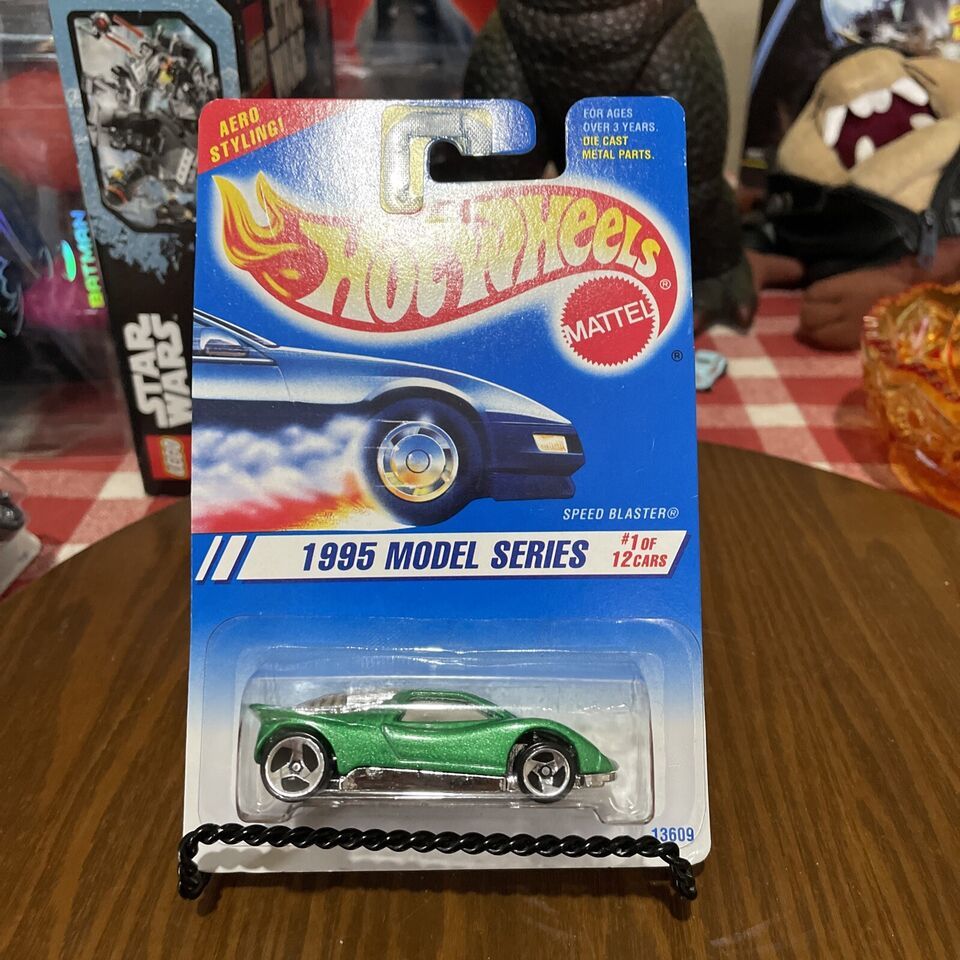 AERO
STYLING!
FOR AGES
OVER 3 YEARS.
DIE CAST
METAL PARTS.
HOT WHEELS
®
MATTEL
®
SPEED BLASTER®
1995 MODEL SERIES
#1 OF
12 CARS
13609
BATMAN
STAR
WARS
LEGO